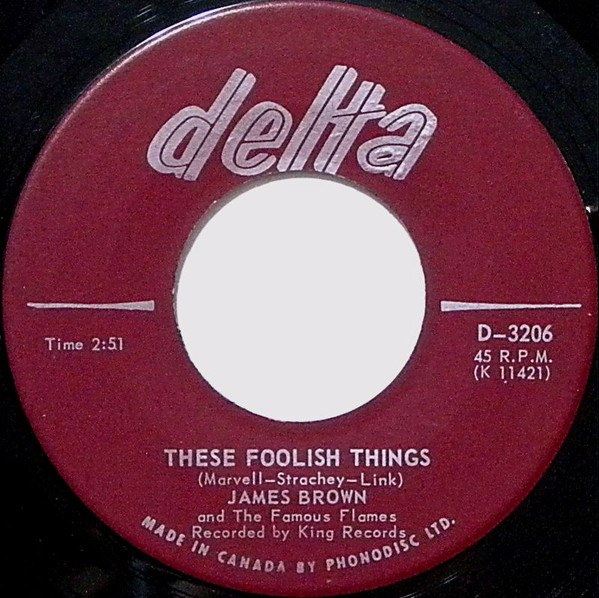 delta
Time 2:51
D-3206
45 R.P.M.
(K 11421)
THESE FOOLISH THINGS
(Marvell-Strachey-Link)
JAMES BROWN
and The Famous Flames
Recorded by King Records
MADE IN CANADA BY PHONODISC LTD.